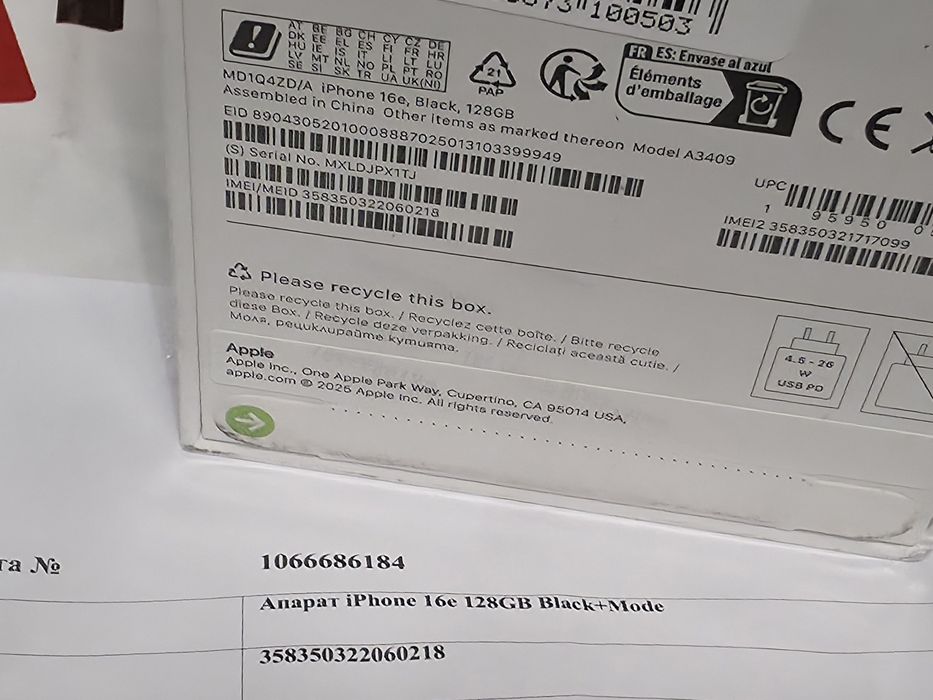 100503
AT BE BG CH CY CZ DE
DK EE EL ES FI FR HR
HU IE IS IT LI LT LU
LV MT NL NO PL PT RO
SE SI SK TR UA UK(NI)
21
PAP
FR ES: Envase al azul
Éléments
d'emballage
CE
MD1Q4ZD/A iPhone 16e, Black, 128GB
Assembled in China Other items as marked thereon Model A3409
EID 89043052010008887025013103399949
(S) Serial No. MXLDJPX1TJ
IMEI/MEID 358350322060218
UPC
1 95950
IMEI2 358350321717099
Please recycle this box.
Please recycle this box. / Recyclez cette boîte. / Bitte recycle
diese Box. / Recycle deze verpakking. / Reciclați această cutie. /
Моля, рециклирайте кутията.
4.5 - 20
W
USB PD
Apple
Apple Inc., One Apple Park Way, Cupertino, CA 95014 USA.
apple.com © 2025 Apple Inc. All rights reserved.
та № 1066686184
Апарат iPhone 16e 128GB Black+Mode
358350322060218